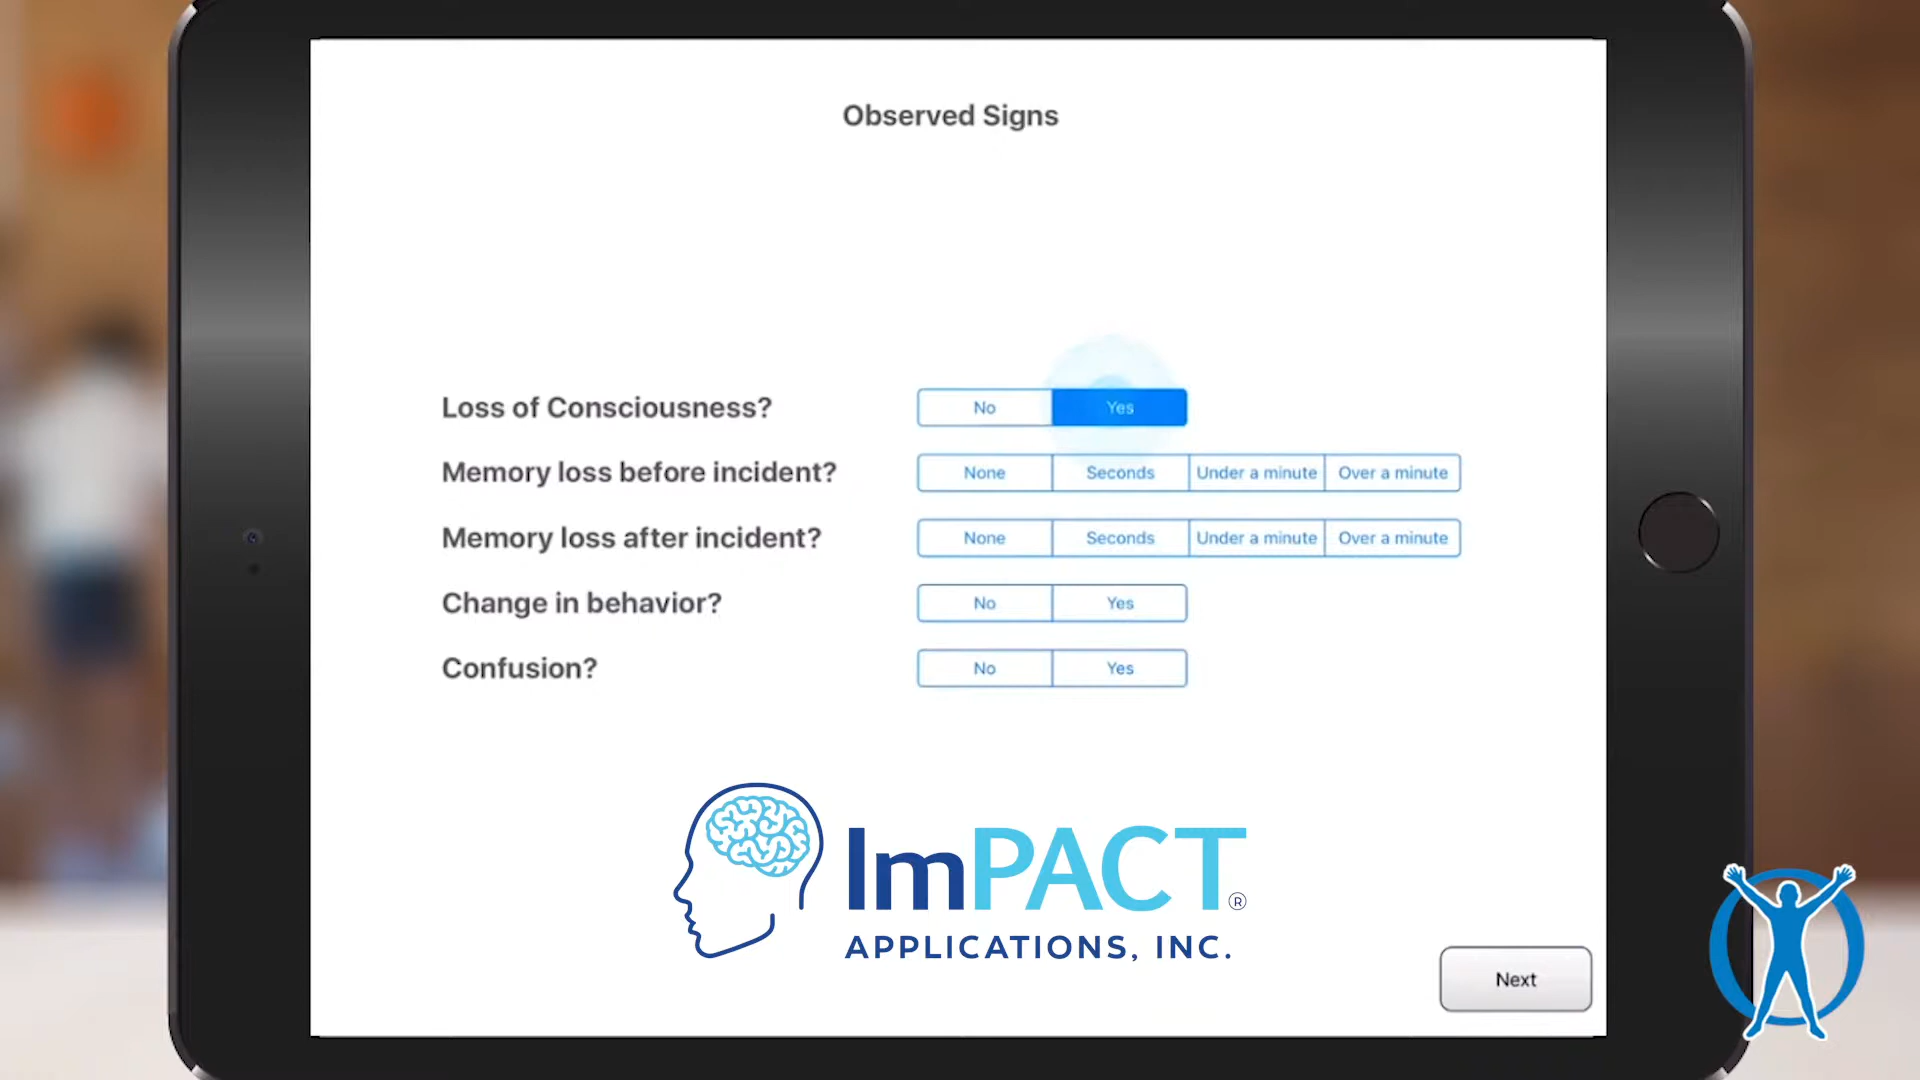 Observed Signs
Loss of Consciousness? No Yes
Memory loss before incident? None Seconds Under a minute Over a minute
Memory loss after incident? None Seconds Under a minute Over a minute
Change in behavior? No Yes
Confusion? No Yes
ImPACT®
APPLICATIONS, INC.
Next